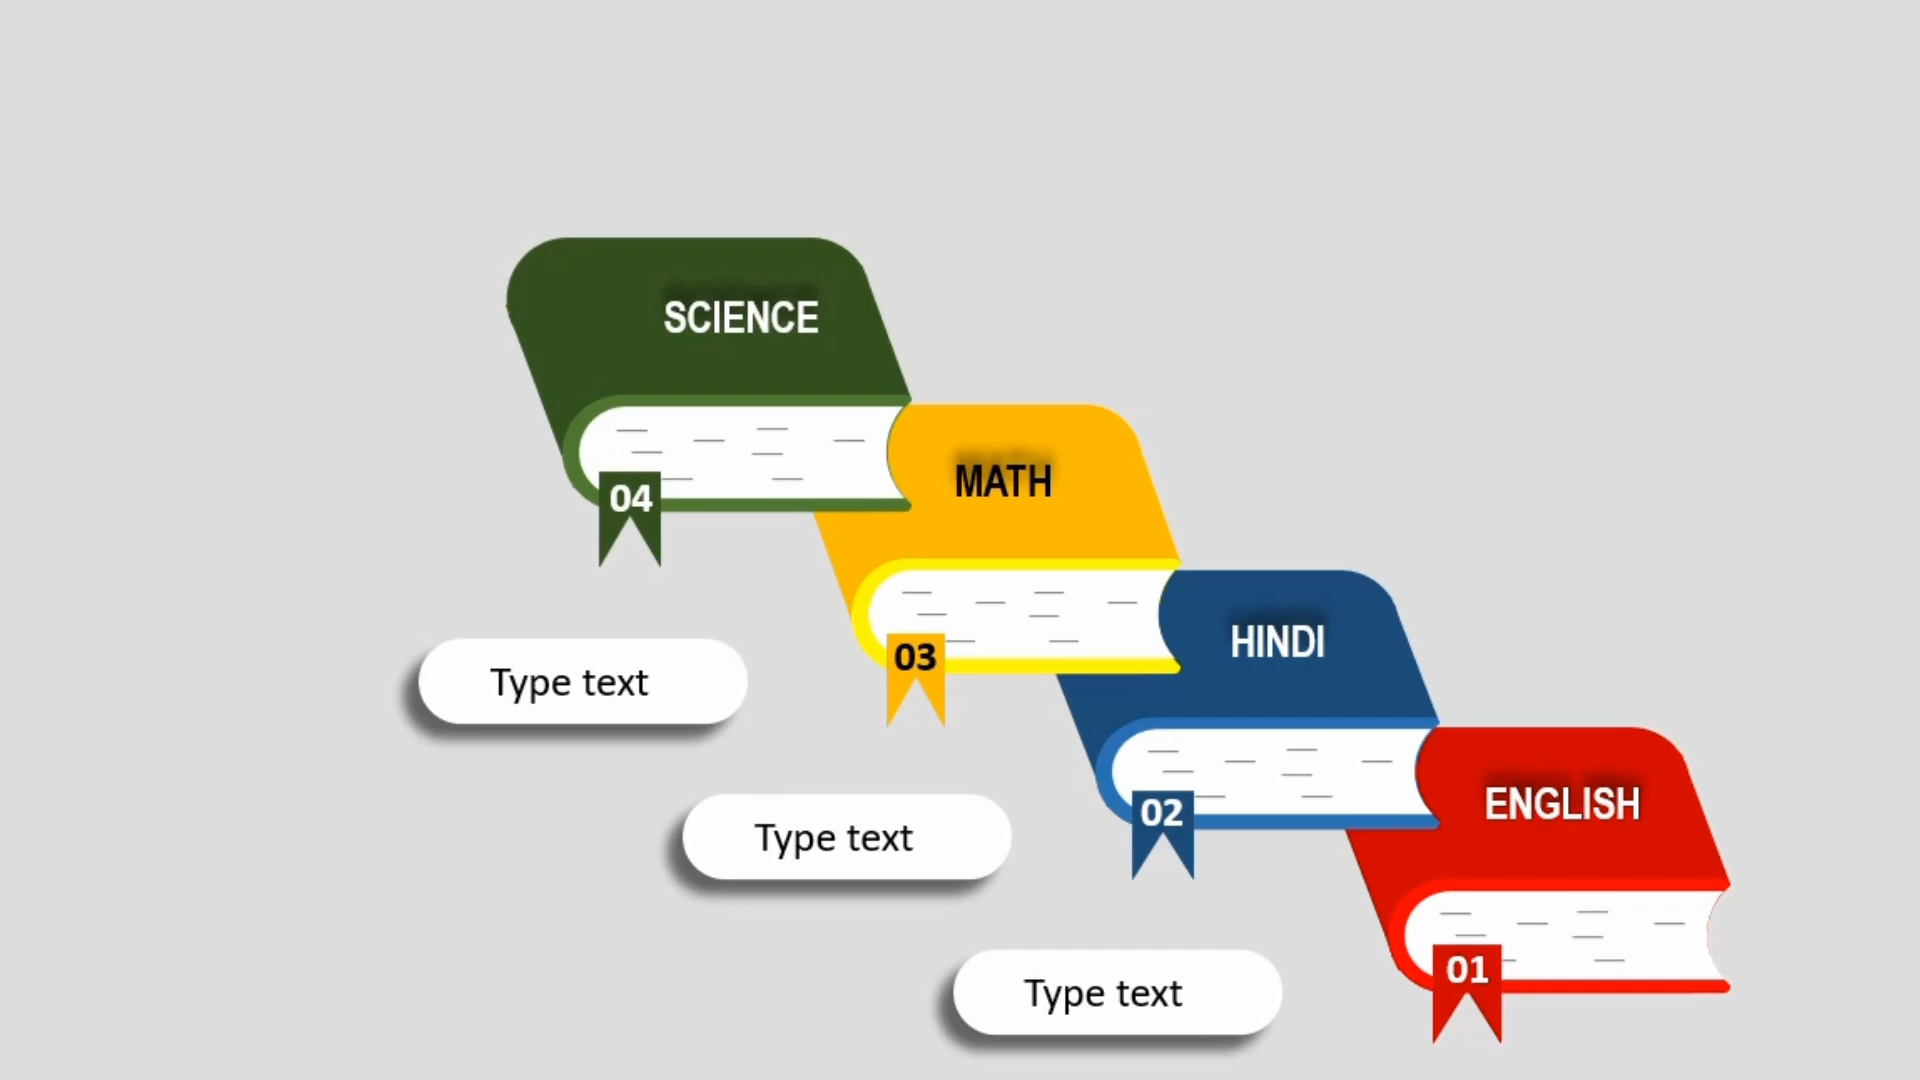 SCIENCE
MATH
04
HINDI
03
Type text
ENGLISH
02
Type text
01
Type text